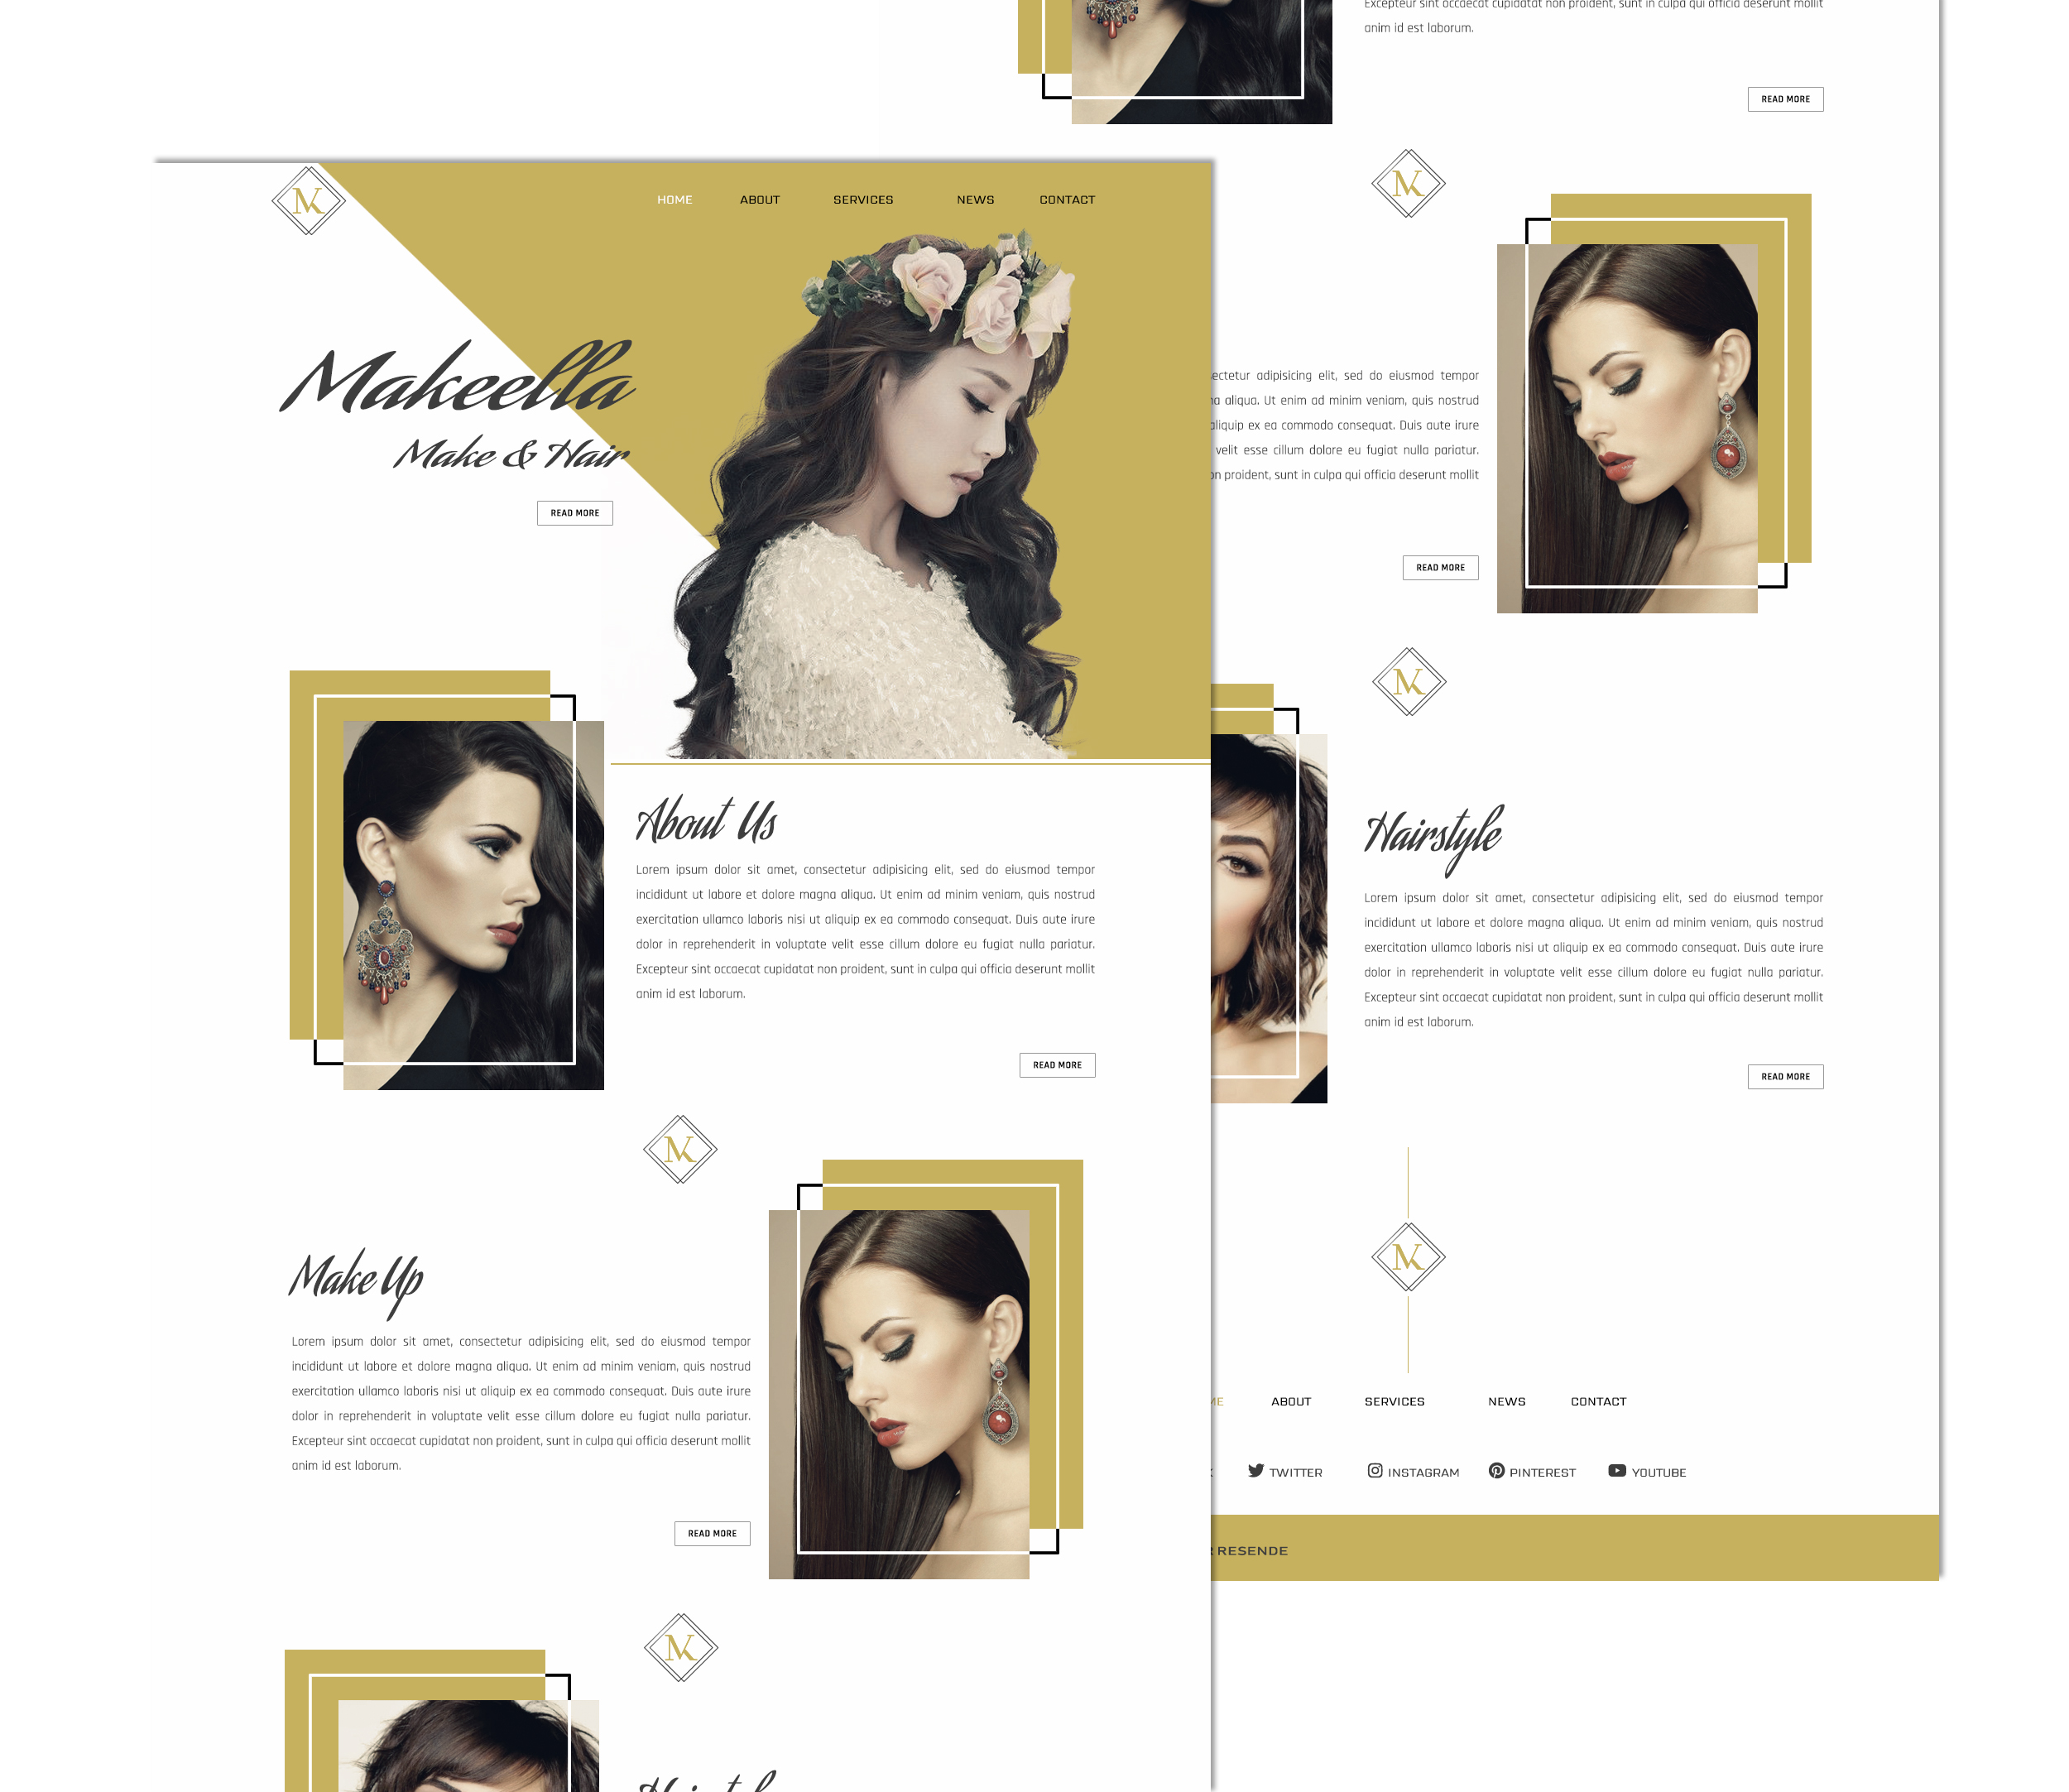 MK
HOME ABOUT SERVICES NEWS CONTACT
Makeella
Make & Hair
READ MORE
About Us
Lorem ipsum dolor sit amet, consectetur adipisicing elit, sed do eiusmod tempor
incididunt ut labore et dolore magna aliqua. Ut enim ad minim veniam, quis nostrud
exercitation ullamco laboris nisi ut aliquip ex ea commodo consequat. Duis aute irure
dolor in reprehenderit in voluptate velit esse cillum dolore eu fugiat nulla pariatur.
Excepteur sint occaecat cupidatat non proident, sunt in culpa qui officia deserunt mollit
anim id est laborum.
READ MORE
MK
Make Up
Lorem ipsum dolor sit amet, consectetur adipisicing elit, sed do eiusmod tempor
incididunt ut labore et dolore magna aliqua. Ut enim ad minim veniam, quis nostrud
exercitation ullamco laboris nisi ut aliquip ex ea commodo consequat. Duis aute irure
dolor in reprehenderit in voluptate velit esse cillum dolore eu fugiat nulla pariatur.
Excepteur sint occaecat cupidatat non proident, sunt in culpa qui officia deserunt mollit
anim id est laborum.
READ MORE
MK
Excepteur sint occaecat cupidatat non proident, sunt in culpa qui officia deserunt mollit
anim id est laborum.
READ MORE
MK
adipisicing elit, sed do eiusmod tempor
aliqua. Ut enim ad minim veniam, quis nostrud
aliquip ex ea commodo consequat. Duis aute irure
velit esse cillum dolore eu fugiat nulla pariatur.
proident, sunt in culpa qui officia deserunt mollit
READ MORE
MK
Hairstyle
Lorem ipsum dolor sit amet, consectetur adipisicing elit, sed do eiusmod tempor
incididunt ut labore et dolore magna aliqua. Ut enim ad minim veniam, quis nostrud
exercitation ullamco laboris nisi ut aliquip ex ea commodo consequat. Duis aute irure
dolor in reprehenderit in voluptate velit esse cillum dolore eu fugiat nulla pariatur.
Excepteur sint occaecat cupidatat non proident, sunt in culpa qui officia deserunt mollit
anim id est laborum.
READ MORE
MK
ABOUT SERVICES NEWS CONTACT
TWITTER INSTAGRAM PINTEREST YOUTUBE
RESENDE